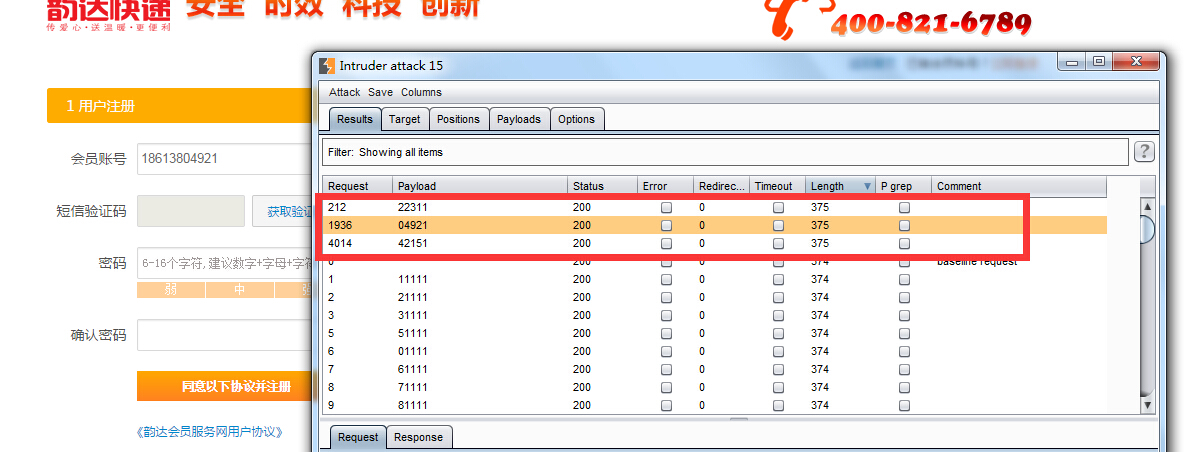 韵达快递 安全 时效 科技 创新
传爱心·送温暖·更便利
400-821-6789
Intruder attack 15
1 用户注册
Attack Save Columns
Results Target Positions Payloads Options
Filter: Showing all items
?
会员账号 18613804921
短信验证码 获取验证
密码 6-16个字符,建议数字+字母+字符
弱 中 强
确认密码
同意以下协议并注册
《韵达会员服务网用户协议》
Request Payload Status Error Redirec... Timeout Length P grep Comment
212 22311 200 0 375
1936 04921 200 0 375
4014 42151 200 0 375
0 200 0 374 baseline request
1 11111 200 0 374
2 21111 200 0 374
3 31111 200 0 374
5 51111 200 0 374
6 01111 200 0 374
7 61111 200 0 374
8 71111 200 0 374
9 81111 200 0 374
Request Response